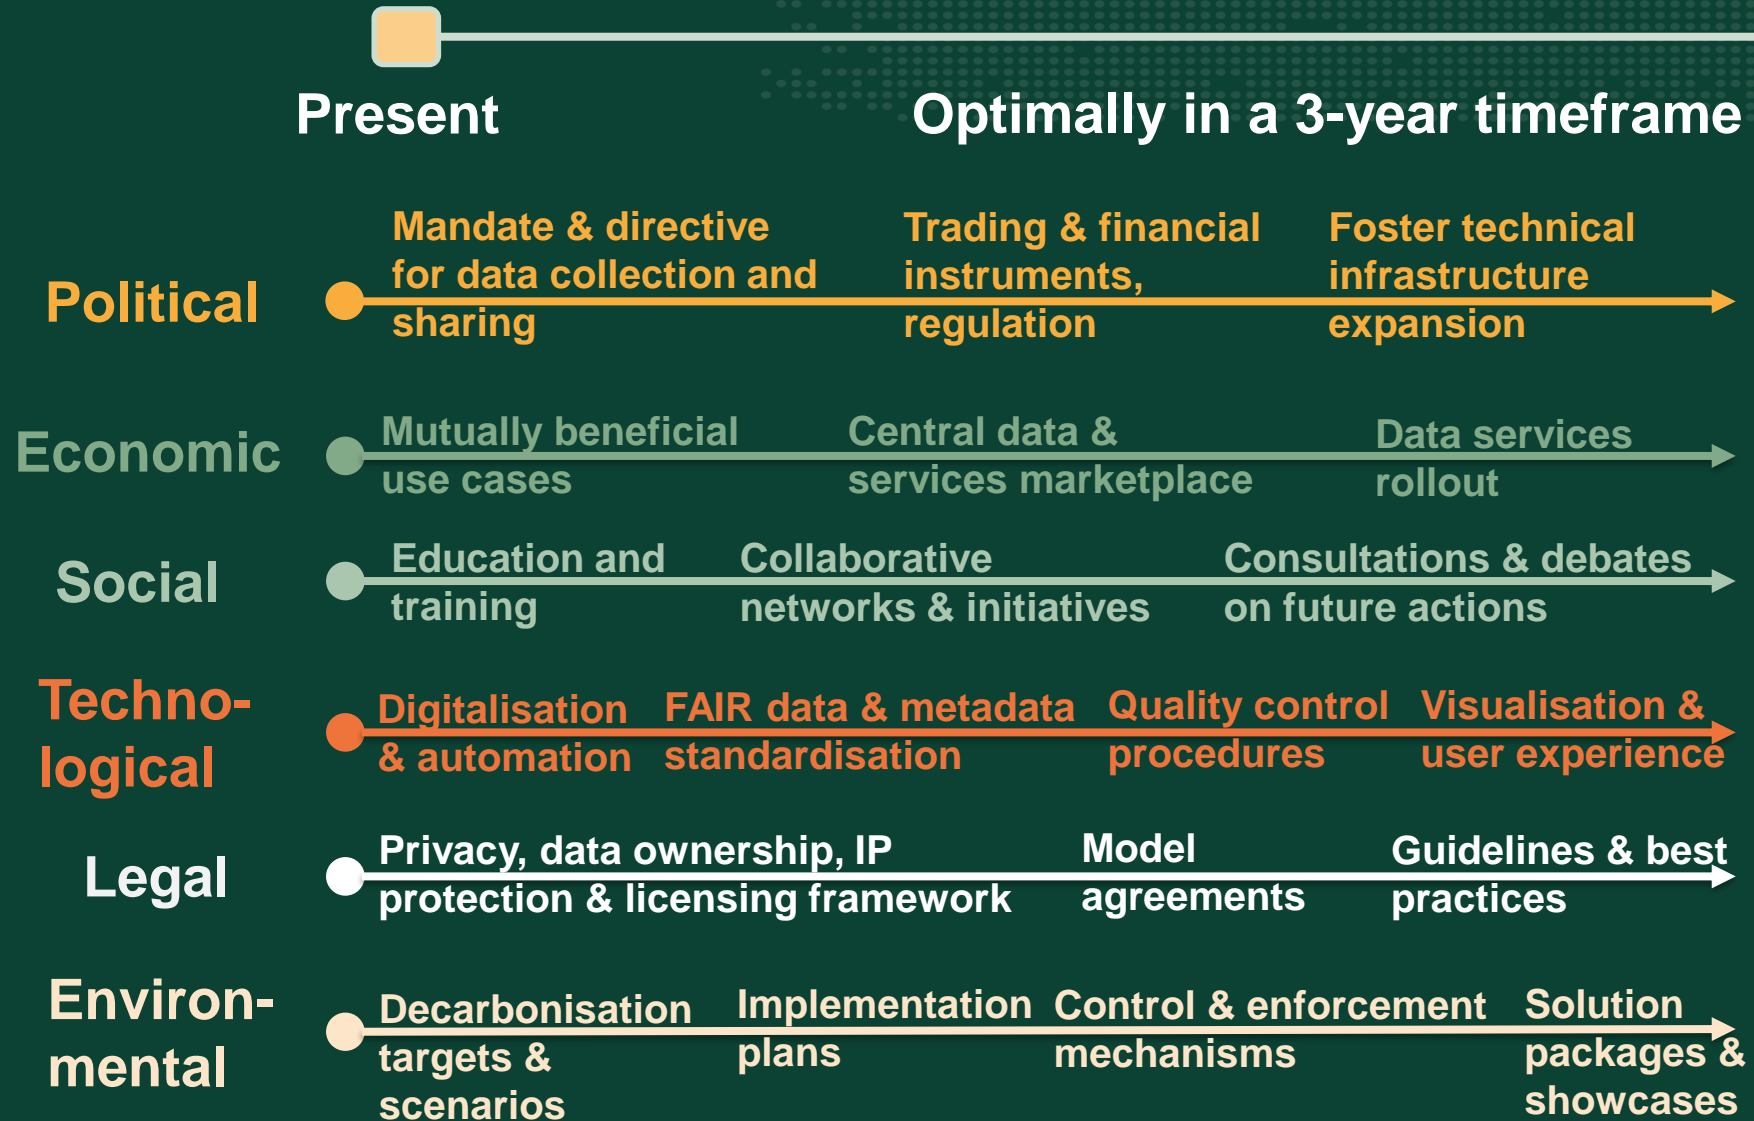 Present
Optimally in a 3-year timeframe
Political
Mandate & directive
for data collection and
sharing
Trading & financial
instruments,
regulation
Foster technical
infrastructure
expansion
Economic
Mutually beneficial
use cases
Central data &
services marketplace
Data services
rollout
Social
Education and
training
Collaborative
networks & initiatives
Consultations & debates
on future actions
Techno-
logical
Digitalisation
& automation
FAIR data & metadata
standardisation
Quality control
procedures
Visualisation &
user experience
Legal
Privacy, data ownership, IP
protection & licensing framework
Model
agreements
Guidelines & best
practices
Environ-
mental
Decarbonisation
targets &
scenarios
Implementation
plans
Control & enforcement
mechanisms
Solution
packages &
showcases